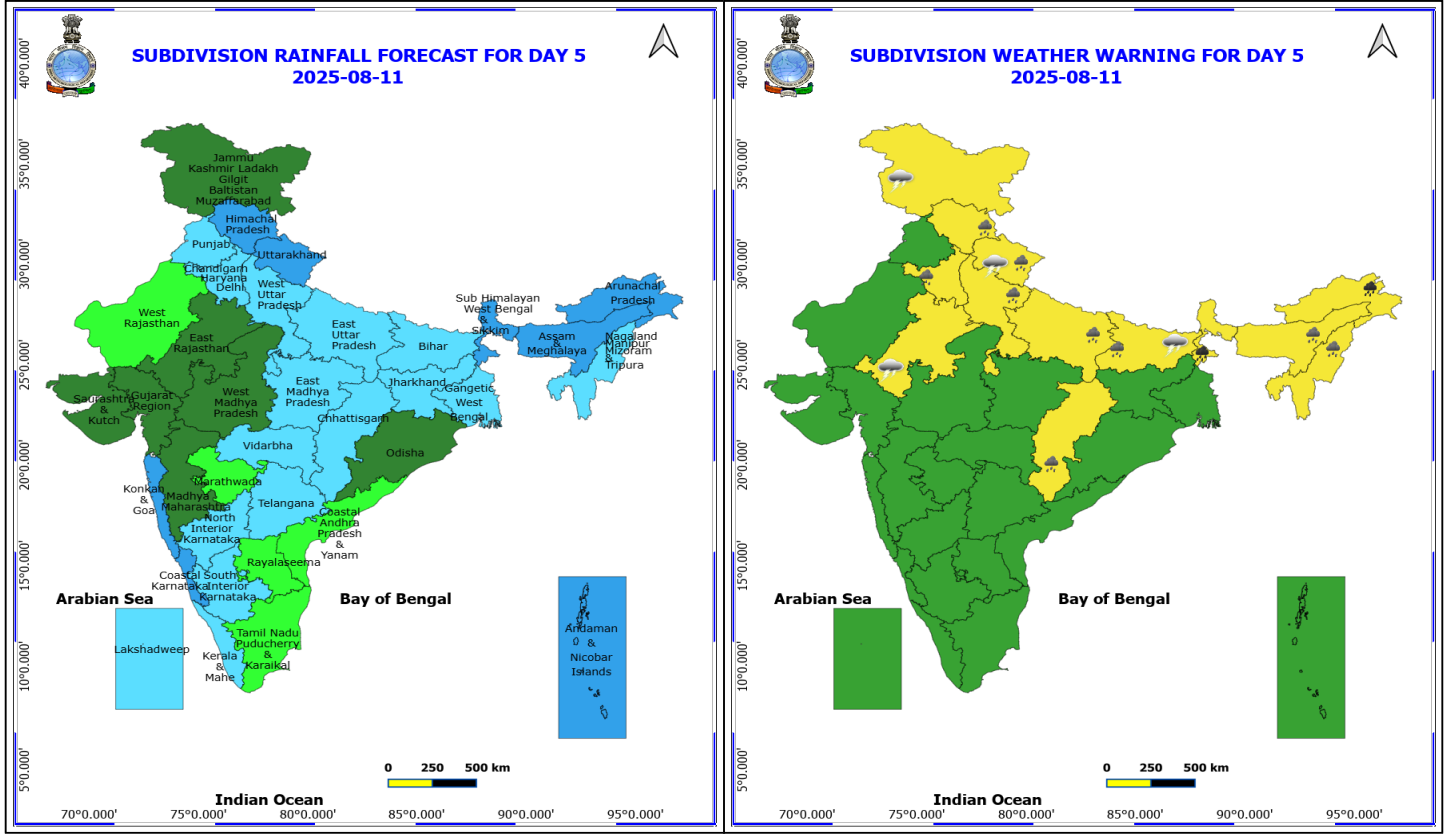 SUBDIVISION RAINFALL FORECAST FOR DAY 5
2025-08-11
40°0.000'
35°0.000'
30°0.000'
25°0.000'
20°0.000'
15°0.000'
10°0.000'
5°0.000'
Jammu
Kashmir Ladakh
Gilgit
Baltistan
Muzaffarabad
Himachal
Pradesh
Punjab
Uttarakhand
Chandigarh
Haryana
Delhi
West
Uttar
Pradesh
West
Rajasthan
East
Rajasthan
East
Uttar
Pradesh
Bihar
Sub Himalayan
West Bengal
&
Sikkim
Arunachal
Pradesh
Assam
&
Meghalaya
Nagaland
Manipur
Mizoram
&
Tripura
Saurashtra
&
Kutch
Gujarat
Region
West
Madhya
Pradesh
East
Madhya
Pradesh
Jharkhand
Gangetic
West
Bengal
Chhattisgarh
Odisha
Vidarbha
Konkan
&
Goa
Madhya
Maharashtra
Marathwada
Telangana
North
Interior
Karnataka
Coastal
Andhra
Pradesh
&
Yanam
Rayalaseema
Coastal
Karnataka
South
Interior
Karnataka
Arabian Sea
Bay of Bengal
Lakshadweep
Kerala
&
Mahe
Tamil Nadu
Puducherry
&
Karaikal
Andaman
&
Nicobar
Islands
0 250 500 km
Indian Ocean
70°0.000' 75°0.000' 80°0.000' 85°0.000' 90°0.000' 95°0.000'
SUBDIVISION WEATHER WARNING FOR DAY 5
2025-08-11
40°0.000'
35°0.000'
30°0.000'
25°0.000'
20°0.000'
15°0.000'
10°0.000'
5°0.000'
Arabian Sea
Bay of Bengal
0 250 500 km
Indian Ocean
70°0.000' 75°0.000' 80°0.000' 85°0.000' 90°0.000' 95°0.000'